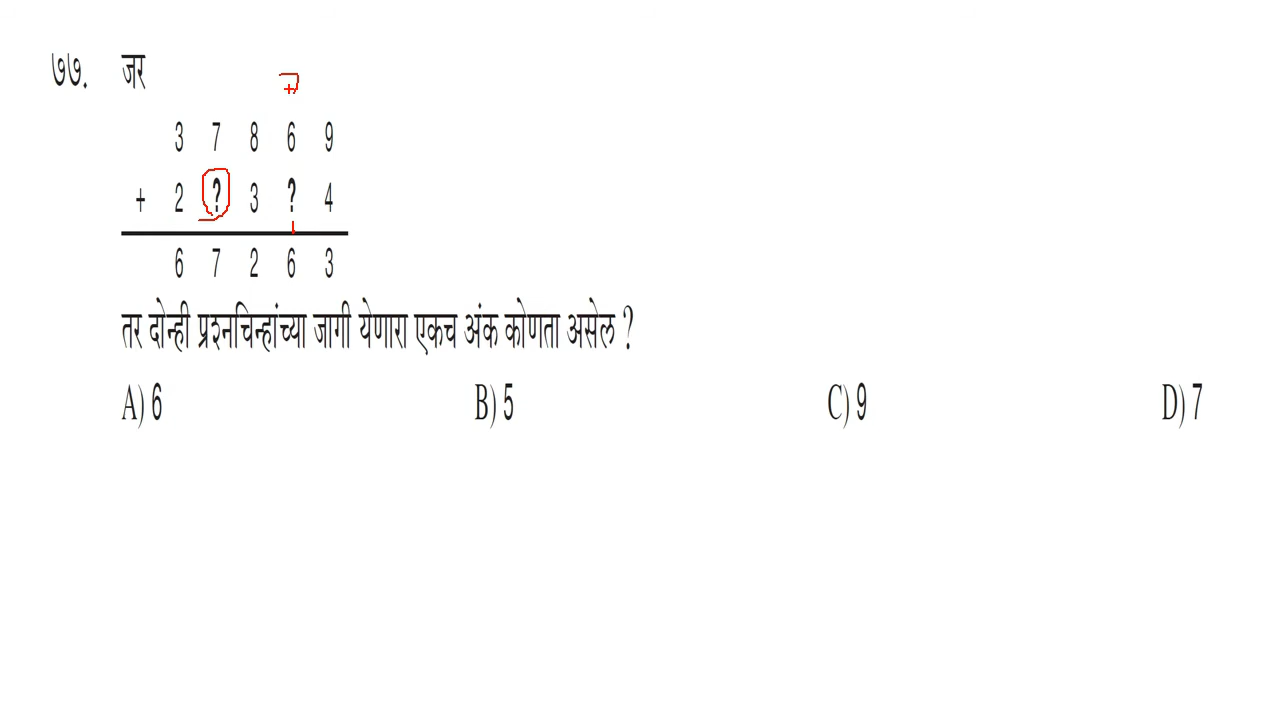 ७७. जर
3 7 8 6 9
+ 2 ? 3 ? 4
6 7 2 6 3
तर दोन्ही प्रश्नचिन्हांच्या जागी येणारा एकच अंक कोणता असेल ?
A) 6 B) 5 C) 9 D) 7